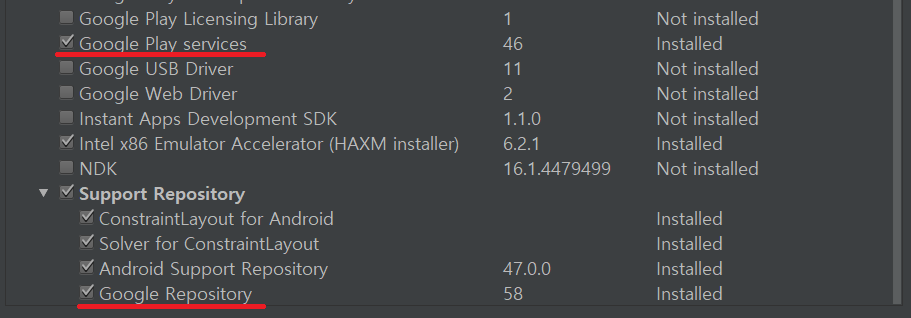 Google Play Licensing Library 1 Not installed
Google Play services 46 Installed
Google USB Driver 11 Not installed
Google Web Driver 2 Not installed
Instant Apps Development SDK 1.1.0 Not installed
Intel x86 Emulator Accelerator (HAXM installer) 6.2.1 Installed
NDK 16.1.4479499 Not installed
Support Repository
ConstraintLayout for Android Installed
Solver for ConstraintLayout Installed
Android Support Repository 47.0.0 Installed
Google Repository 58 Installed